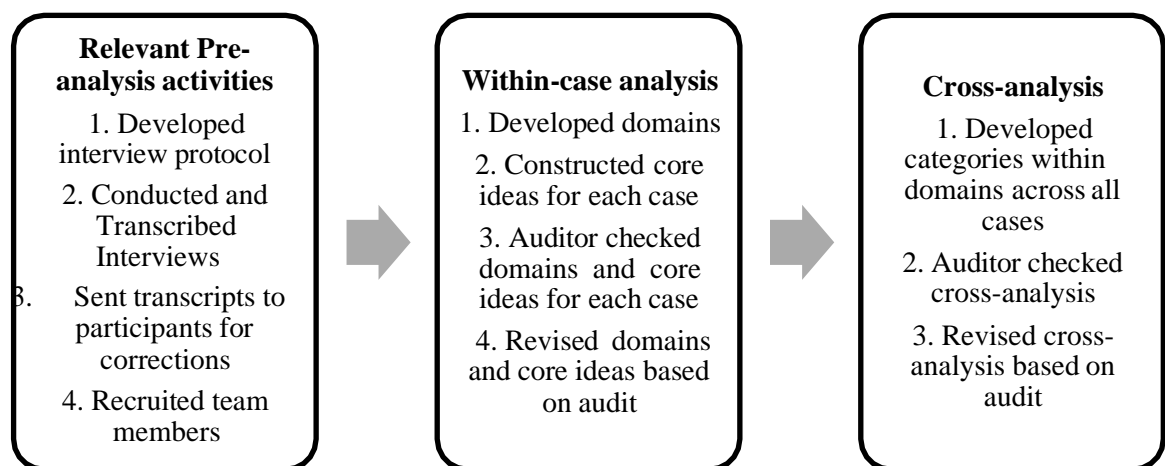 Relevant Pre-
analysis activities
1. Developed
interview protocol
2. Conducted and
Transcribed
Interviews
3. Sent transcripts to
participants for
corrections
4. Recruited team
members
Within-case analysis
1. Developed domains
2. Constructed core
ideas for each case
3. Auditor checked
domains and core
ideas for each case
4. Revised domains
and core ideas based
on audit
Cross-analysis
1. Developed
categories within
domains across all
cases
2. Auditor checked
cross-analysis
3. Revised cross-
analysis based on
audit